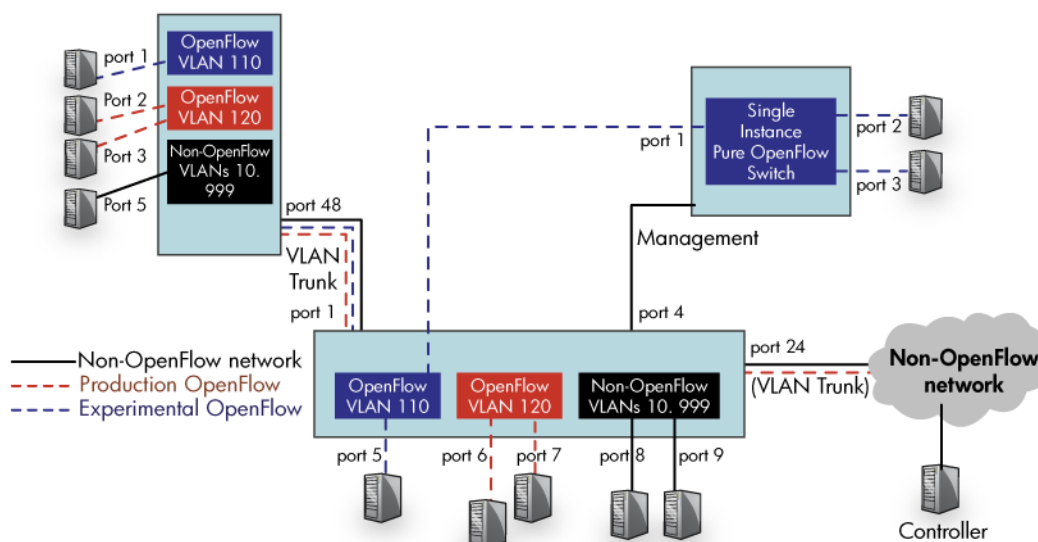 port 1
Port 2
Port 3
Port 5
OpenFlow
VLAN 110
OpenFlow
VLAN 120
Non-OpenFlow
VLANs 10.
999
port 48
VLAN
Trunk
port 1
port 1
Single
Instance
Pure OpenFlow
Switch
port 2
port 3
Management
port 4
Non-OpenFlow network
Production OpenFlow
Experimental OpenFlow
OpenFlow
VLAN 110
OpenFlow
VLAN 120
Non-OpenFlow
VLANs 10. 999
port 24
(VLAN Trunk)
Non-OpenFlow
network
port 5
port 6
port 7
port 8
port 9
Controller